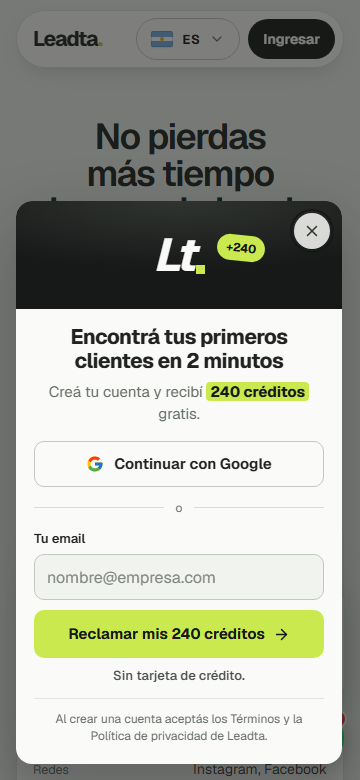 Leadta.
ES
Ingresar
No pierdas
más tiempo
Lt.
+240
Encontrá tus primeros
clientes en 2 minutos
Creá tu cuenta y recibí 240 créditos
gratis.
Continuar con Google
o
Tu email
nombre@empresa.com
Reclamar mis 240 créditos →
Sin tarjeta de crédito.
Al crear una cuenta aceptás los Términos y la
Política de privacidad de Leadta.
Redes
Instagram, Facebook